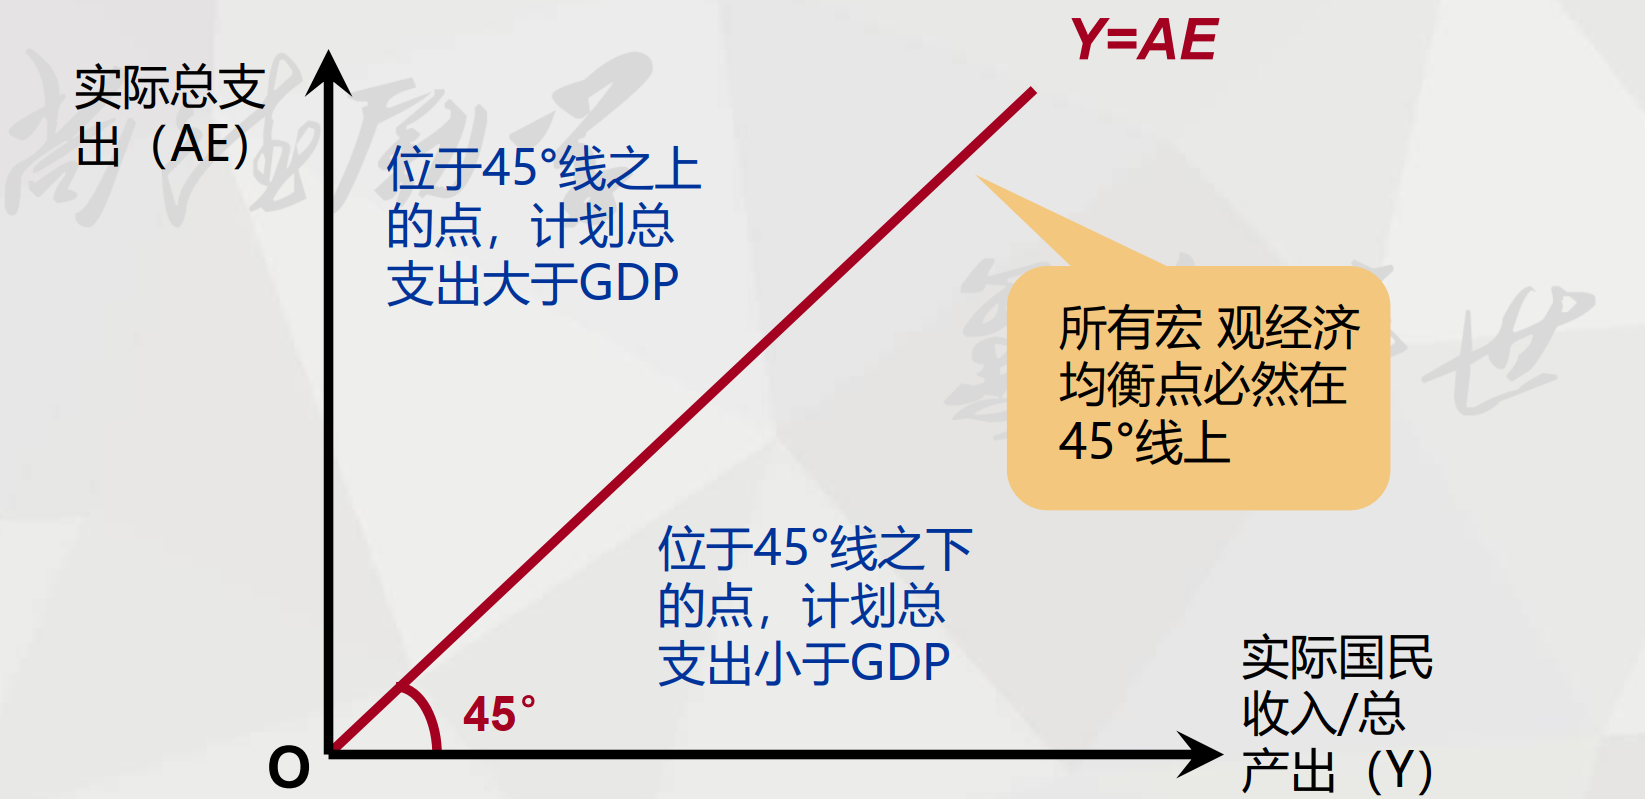 Y=AE
实际总支
出（AE）
位于45°线之上
的点，计划总
支出大于GDP
所有宏 观经济
均衡点必然在
45°线上
位于45°线之下
的点，计划总
支出小于GDP
45°
实际国民
收入/总
产出（Y）
O